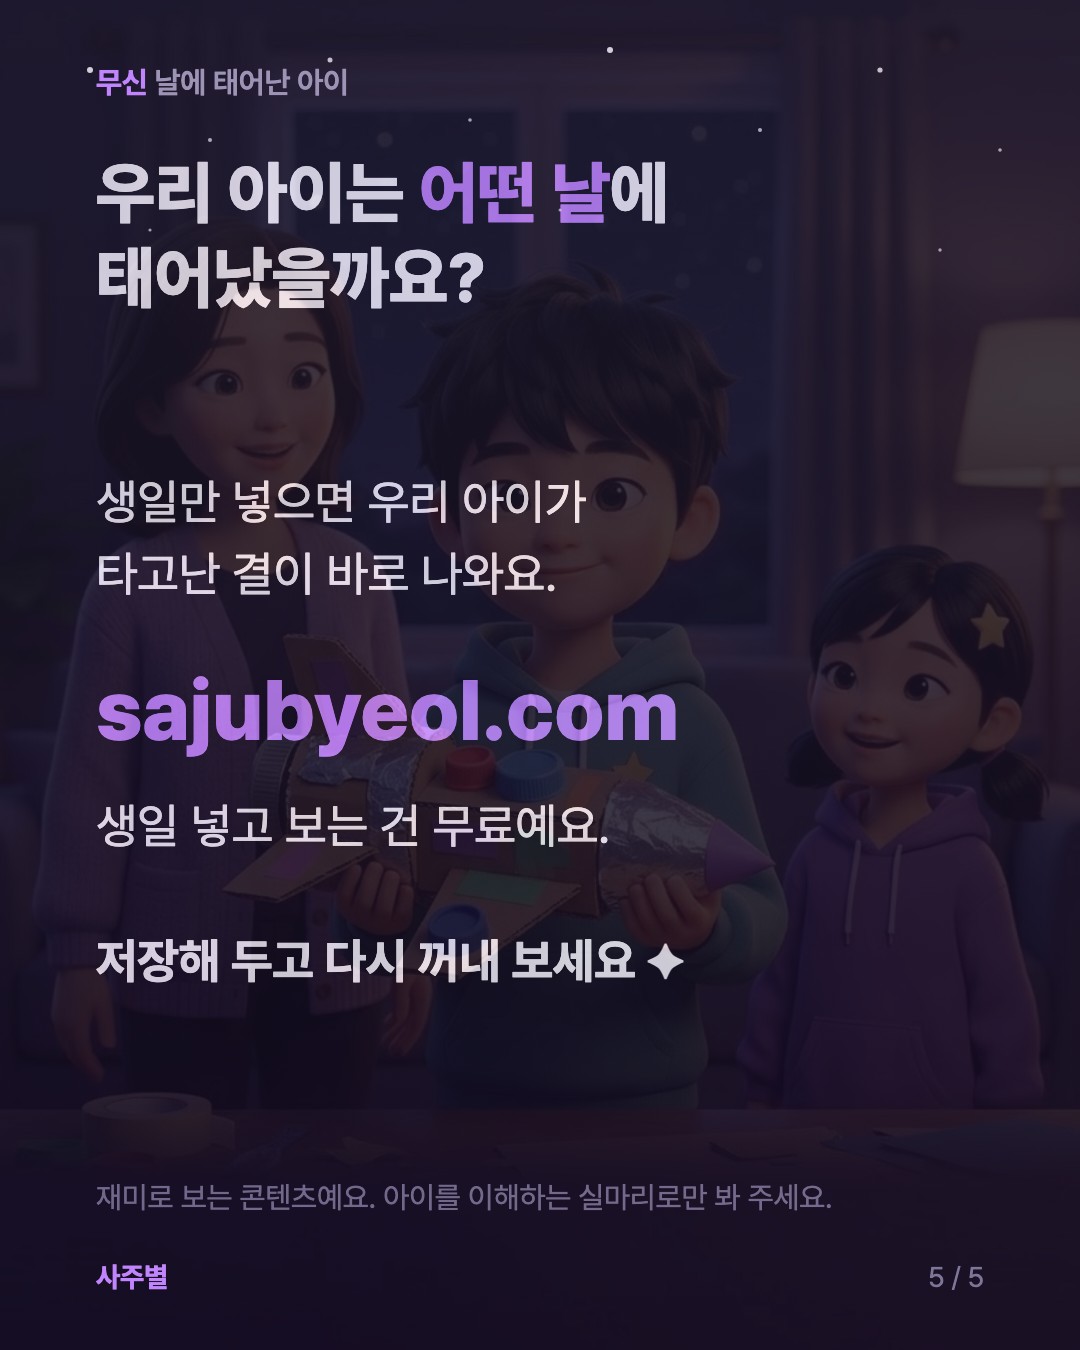 무신 날에 태어난 아이
우리 아이는 어떤 날에
태어났을까요?
생일만 넣으면 우리 아이가
타고난 결이 바로 나와요.
sajubyeol.com
생일 넣고 보는 건 무료예요.
저장해 두고 다시 꺼내 보세요 ✦
재미로 보는 콘텐츠예요. 아이를 이해하는 실마리로만 봐 주세요.
사주별
5 / 5